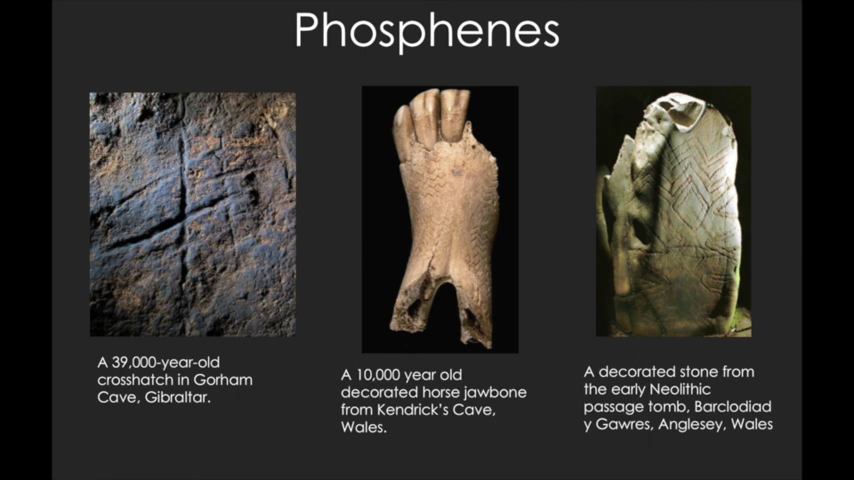 Phosphenes
A 39,000-year-old
crosshatch in Gorham
Cave, Gibraltar.
A 10,000 year old
decorated horse jawbone
from Kendrick's Cave,
Wales.
A decorated stone from
the early Neolithic
passage tomb, Barclodiad
y Gawres, Anglesey, Wales